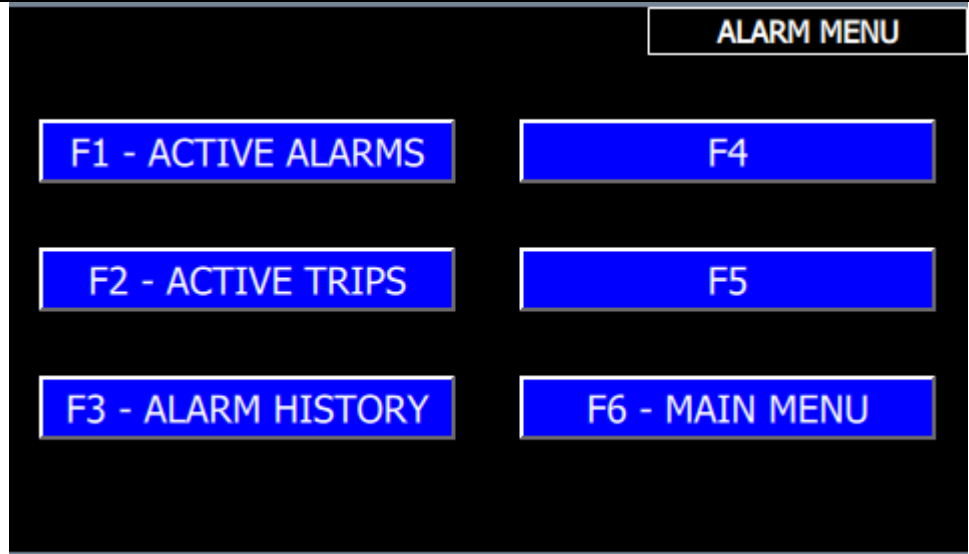 ALARM MENU
F1 - ACTIVE ALARMS
F4
F2 - ACTIVE TRIPS
F5
F3 - ALARM HISTORY
F6 - MAIN MENU